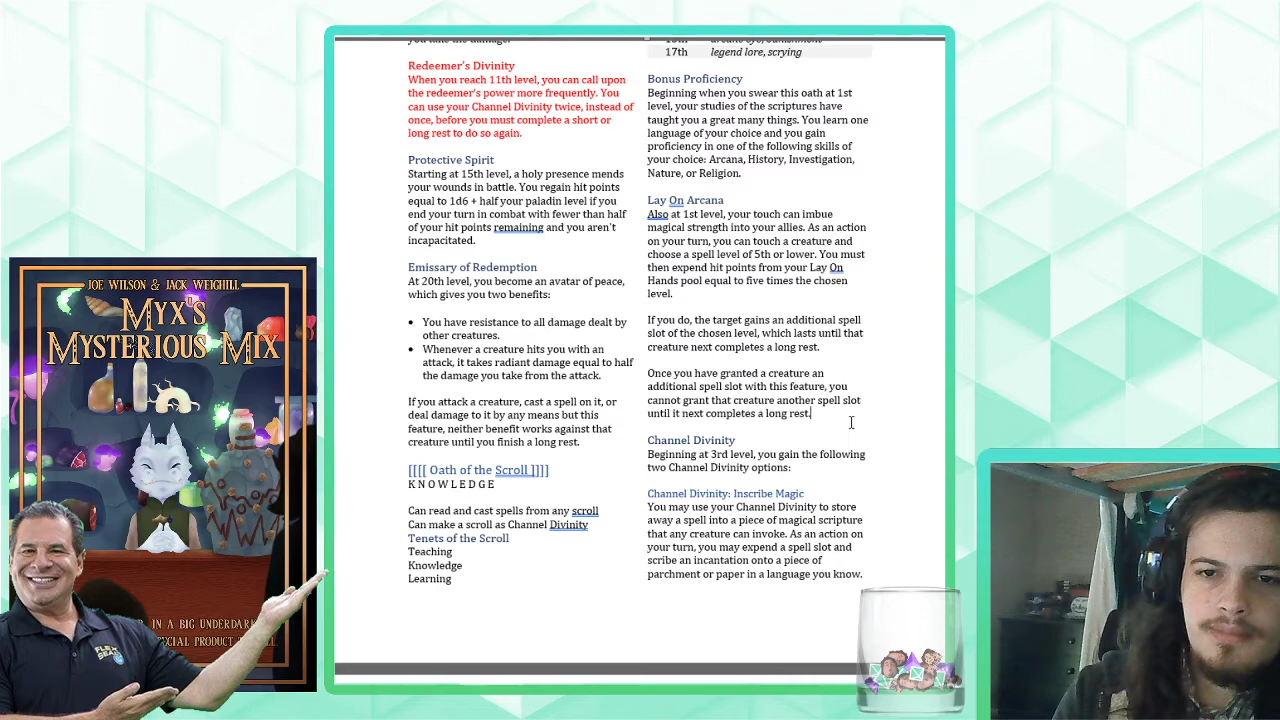 JOE WILSON & JACK WEIGHILL
MYX'S
MYSTERIOUS MIX
IN A BIG UNDERDAR
FLEX
SEAL
17th legend lore, scrying
Redeemer's Divinity
When you reach 11th level, you can call upon
the redeemer's power more frequently. You
can use your Channel Divinity twice, instead of
once, before you must complete a short or
long rest to do so again.
Protective Spirit
Starting at 15th level, a holy presence mends
your wounds in battle. You regain hit points
equal to 1d6 + half your paladin level if you
end your turn in combat with fewer than half
of your hit points remaining and you aren't
incapacitated.
Emissary of Redemption
At 20th level, you become an avatar of peace,
which gives you two benefits:
• You have resistance to all damage dealt by
other creatures.
• Whenever a creature hits you with an
attack, it takes radiant damage equal to half
the damage you take from the attack.
If you attack a creature, cast a spell on it, or
deal damage to it by any means but this
feature, neither benefit works against that
creature until you finish a long rest.
[[[[ Oath of the Scroll ]]]]
K N O W L E D G E
Can read and cast spells from any scroll
Can make a scroll as Channel Divinity
Tenets of the Scroll
Teaching
Knowledge
Learning
Bonus Proficiency
Beginning when you swear this oath at 1st
level, your studies of the scriptures have
taught you a great many things. You learn one
language of your choice and you gain
proficiency in one of the following skills of
your choice: Arcana, History, Investigation,
Nature, or Religion.
Lay On Arcana
Also at 1st level, your touch can imbue
magical strength into your allies. As an action
on your turn, you can touch a creature and
choose a spell level of 5th or lower. You must
then expend hit points from your Lay On
Hands pool equal to five times the chosen
level.
If you do, the target gains an additional spell
slot of the chosen level, which lasts until that
creature next completes a long rest.
Once you have granted a creature an
additional spell slot with this feature, you
cannot grant that creature another spell slot
until it next completes a long rest.
Channel Divinity
Beginning at 3rd level, you gain the following
two Channel Divinity options:
Channel Divinity: Inscribe Magic
You may use your Channel Divinity to store
away a spell into a piece of magical scripture
that any creature can invoke. As an action on
your turn, you may expend a spell slot and
scribe an incantation onto a piece of
parchment or paper in a language you know.